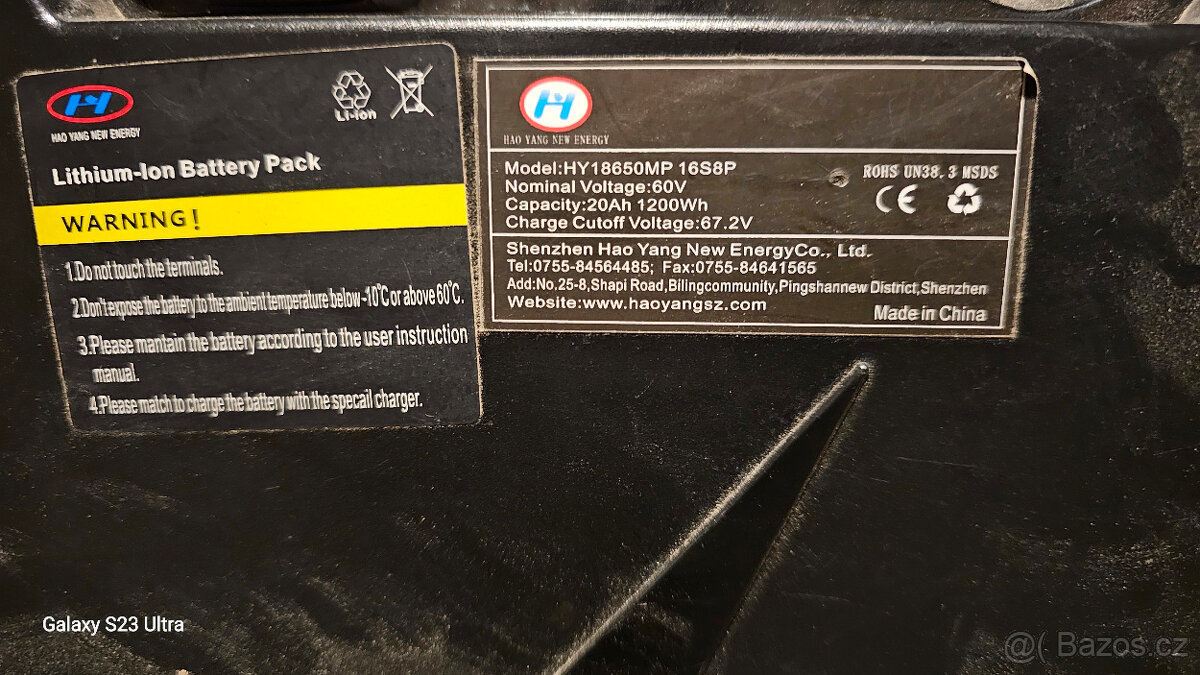 HAO YANG NEW ENERGY
Li-ion
Lithium-Ion Battery Pack
WARNING!
1.Do not touch the terminals.
2.Don't expose the battery to the ambient temperature below -10℃ or above 60℃.
3.Please mantain the battery according to the user instruction
manual.
4.Please match to charge the battery with the specail charger.
H
HAO YANG NEW ENERGY
Model:HY18650MP 16S8P
Nominal Voltage:60V
Capacity:20Ah 1200Wh
Charge Cutoff Voltage:67.2V
ROHS UN38.3 MSDS
CE
Shenzhen Hao Yang New EnergyCo., Ltd.
Tel:0755-84564485; Fax:0755-84641565
Add:No.25-8,Shapi Road,Bilingcommunity,Pingshannew District,Shenzhen
Website:www.haoyangsz.com
Made in China
Galaxy S23 Ultra
@( Bazos.cz